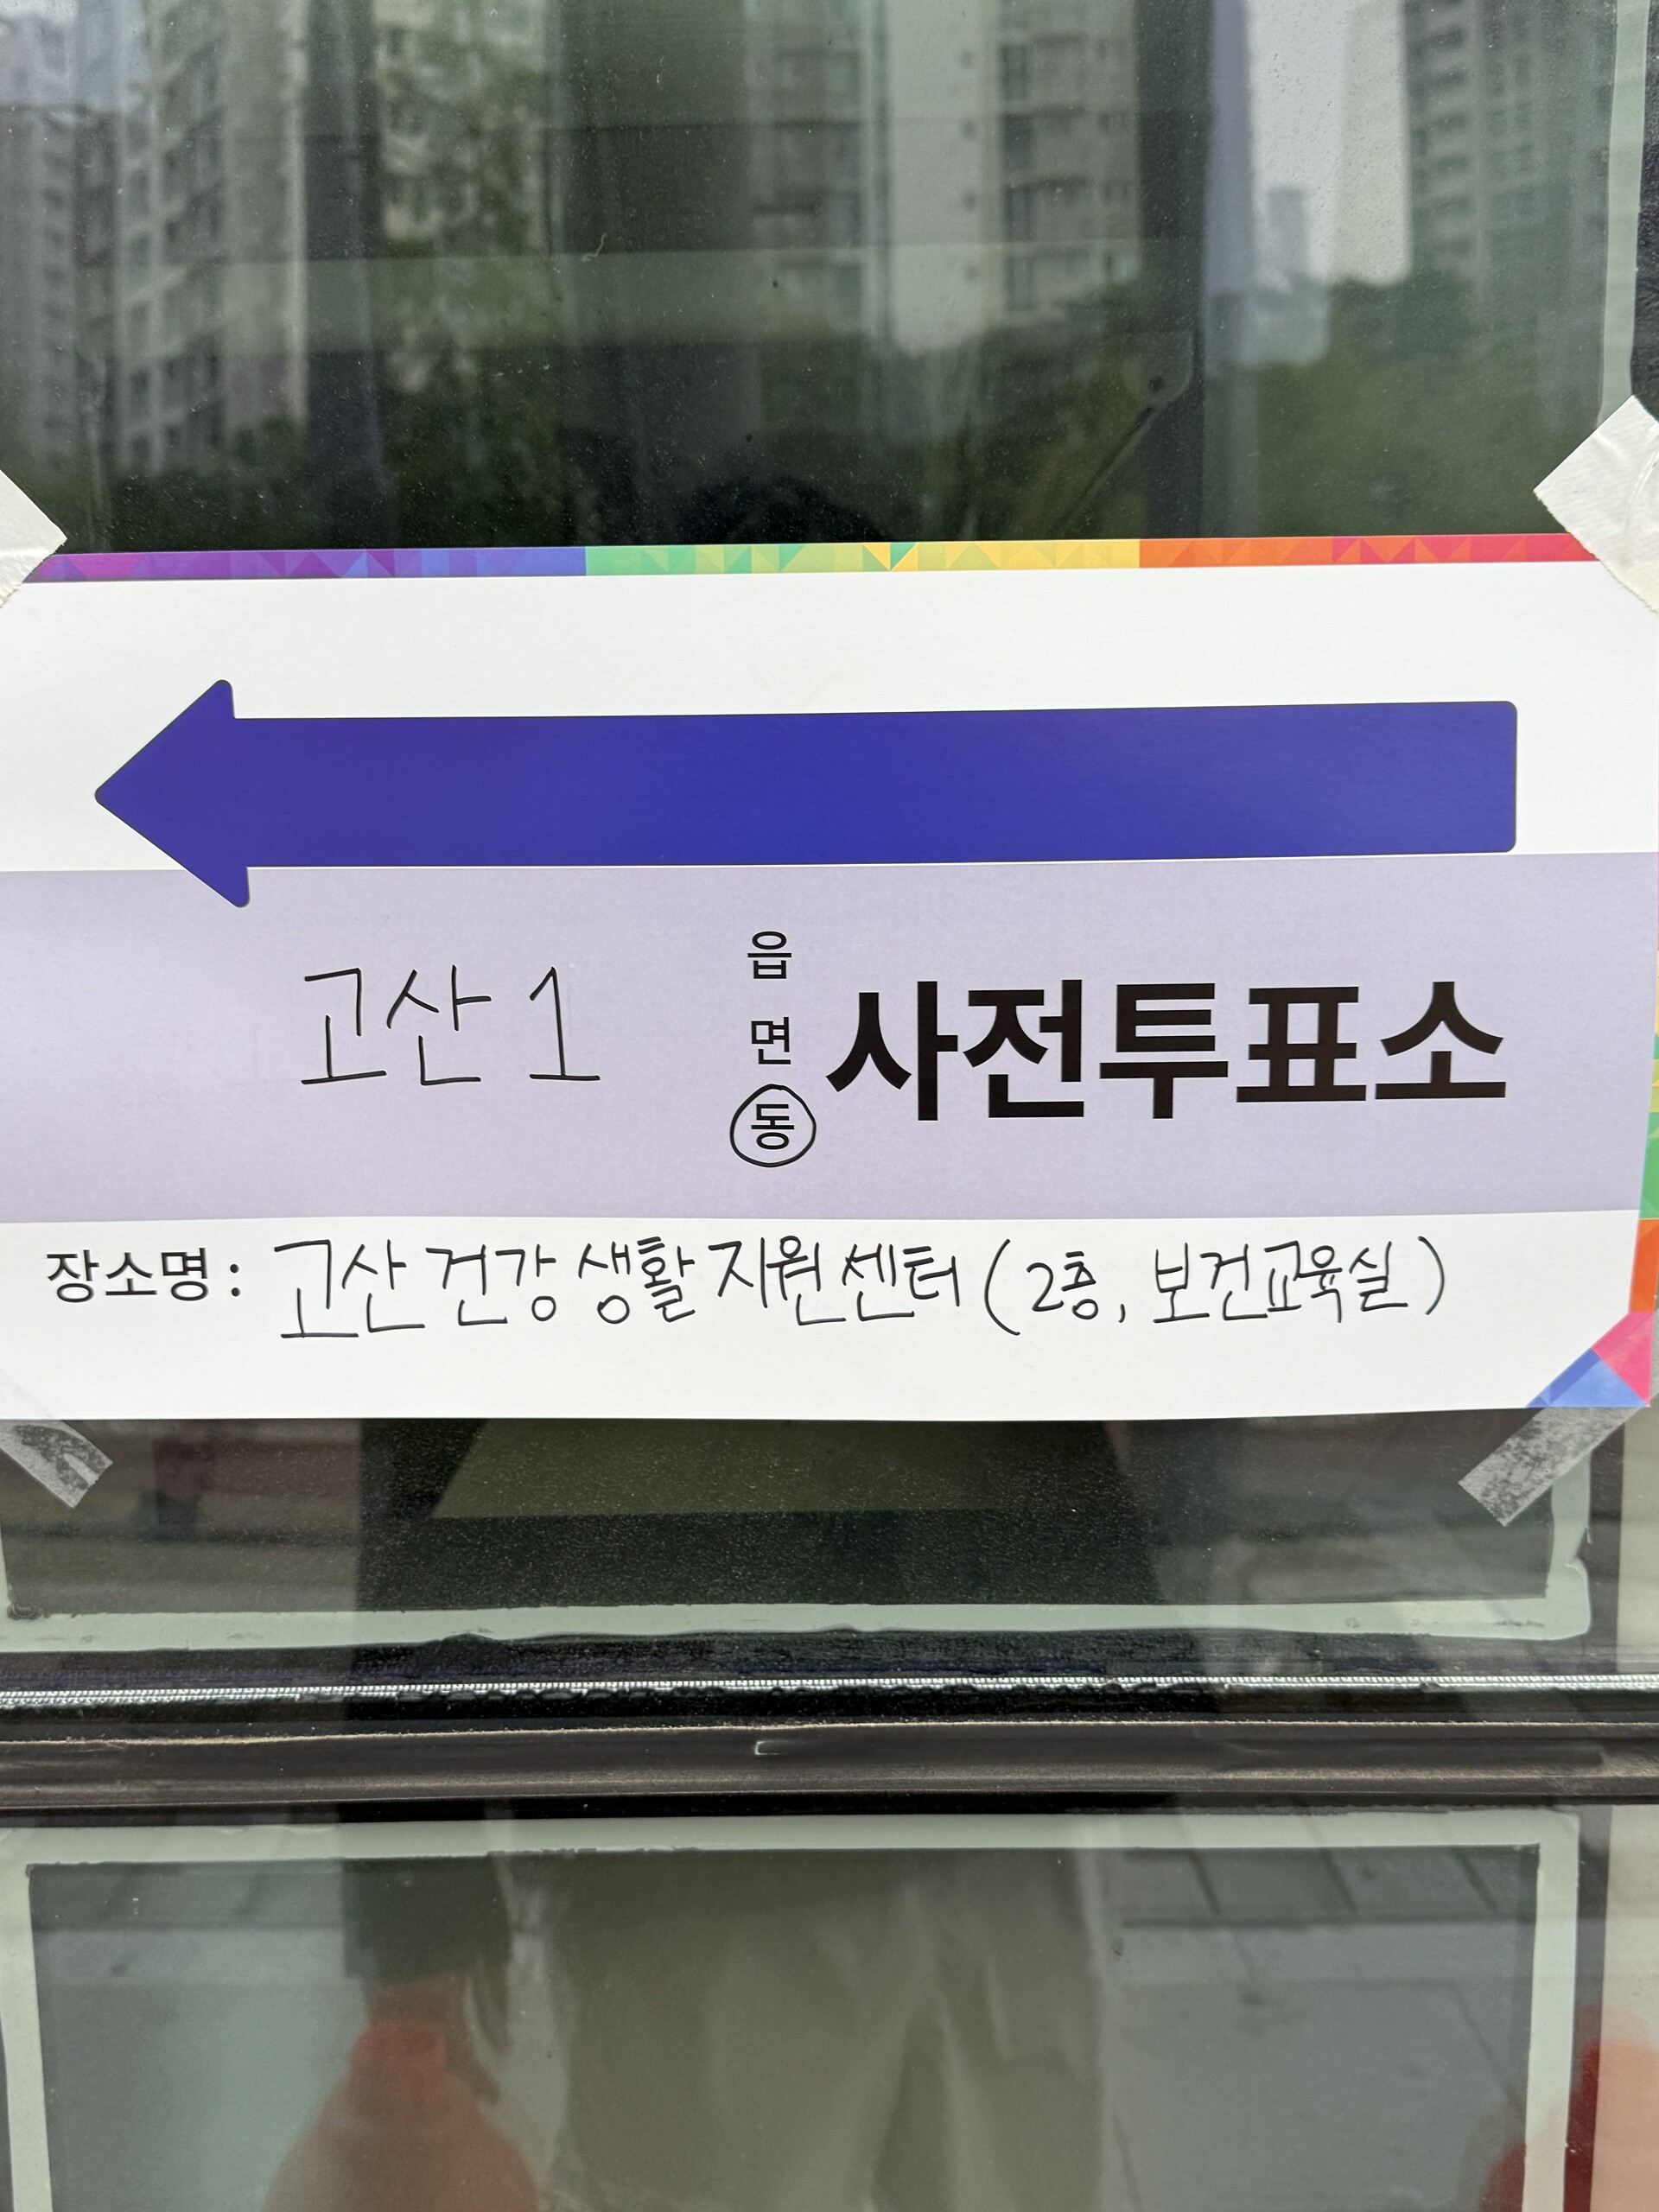 고산1 읍 면 동 사전투표소
장소명: 고산건강생활지원센터 (2층, 보건교육실)